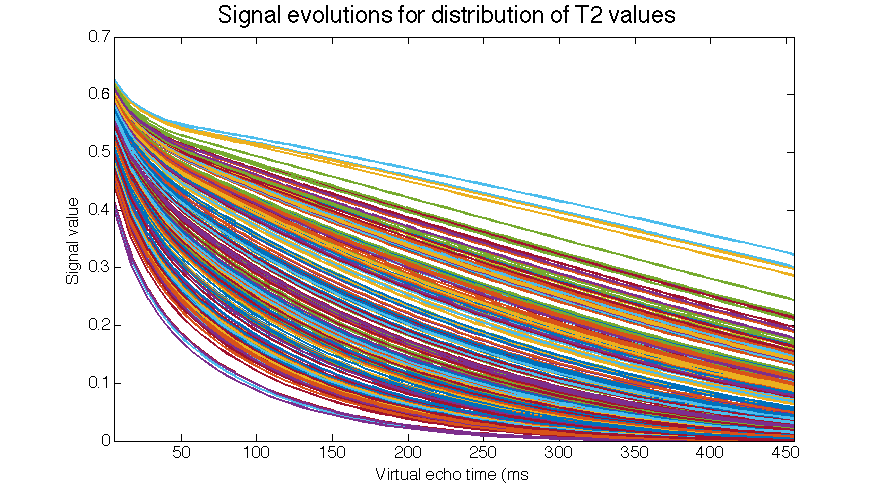 Signal evolutions for distribution of T2 values
0.7
0.6
0.5
0.4
0.3
0.2
0.1
0
Signal value
50 100 150 200 250 300 350 400 450
Virtual echo time (ms